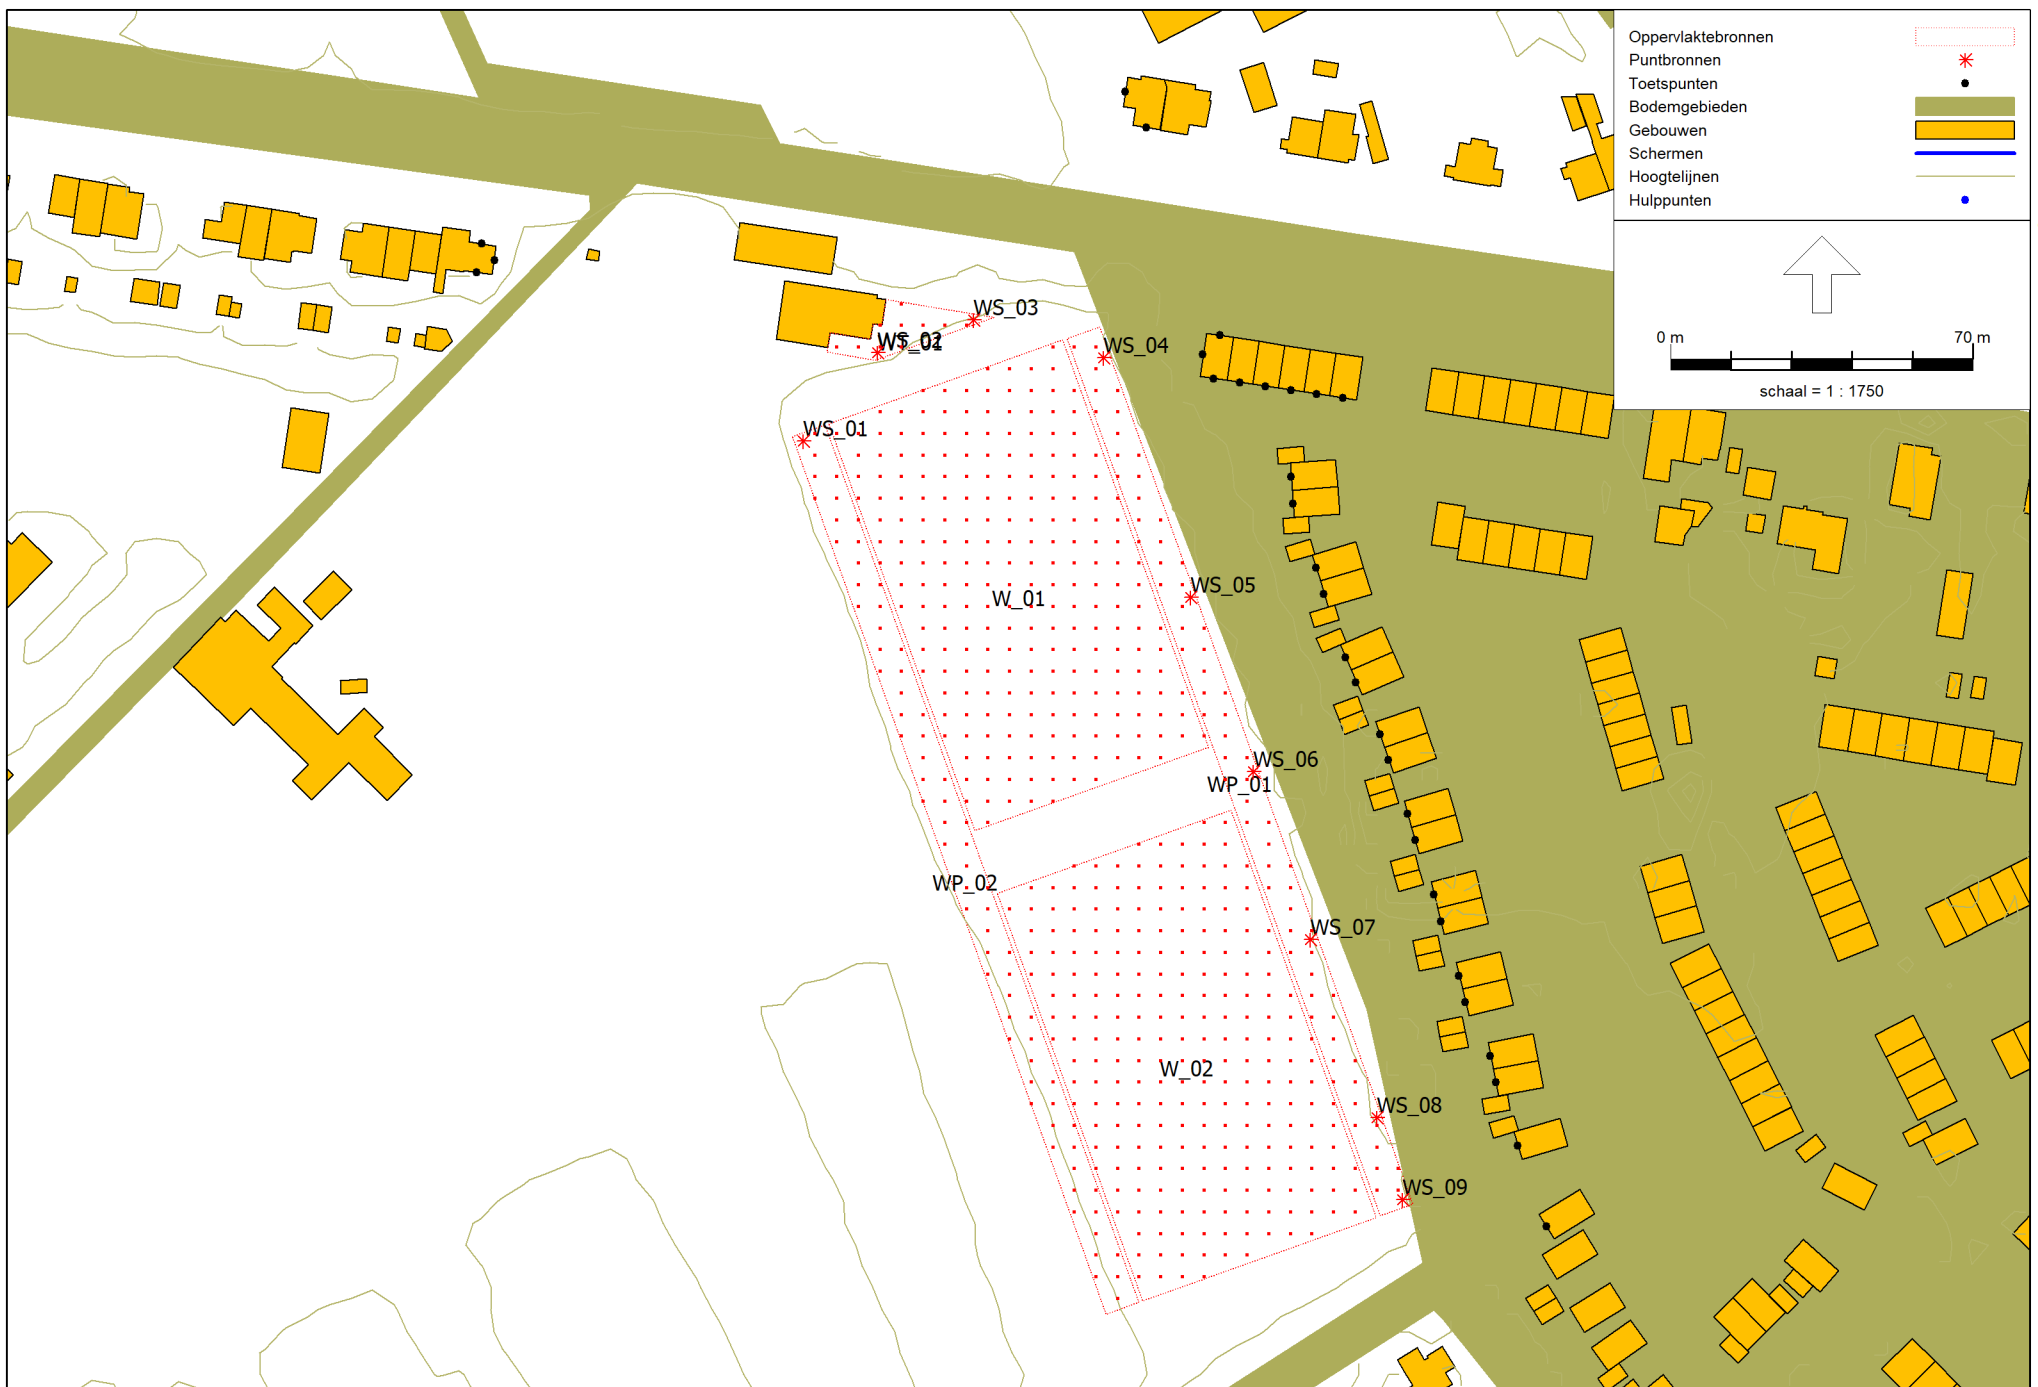 Oppervlaktebronnen
Puntbronnen
Toetspunten
Bodemgebieden
Gebouwen
Schermen
Hoogtelijnen
Hulppunten
0 m 70 m
schaal = 1 : 1750
WS_03
WS_02
WS_04
WS_01
WS_05
W_01
WS_06
WP_01
WP_02
WS_07
W_02
WS_08
WS_09